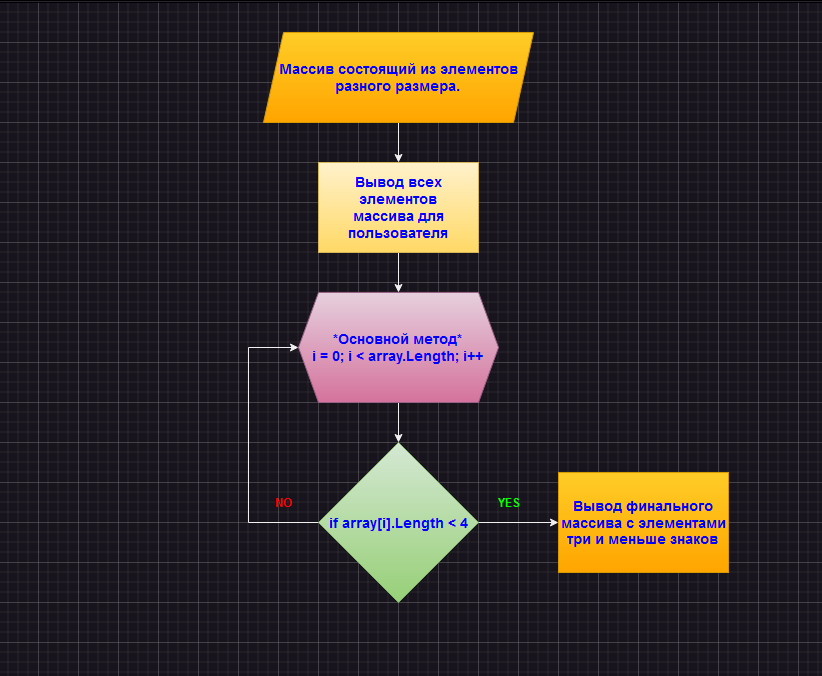 Массив состоящий из элементов
разного размера.
Вывод всех
элементов
массива для
пользователя
*Основной метод*
i = 0; i < array.Length; i++
NO
YES
if array[i].Length < 4
Вывод финального
массива с элементами
три и меньше знаков